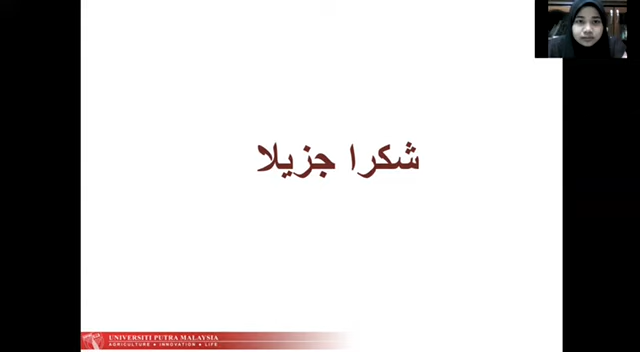 شكرا جزيلا
UNIVERSITI PUTRA MALAYSIA
AGRICULTURE • INNOVATION • LIFE